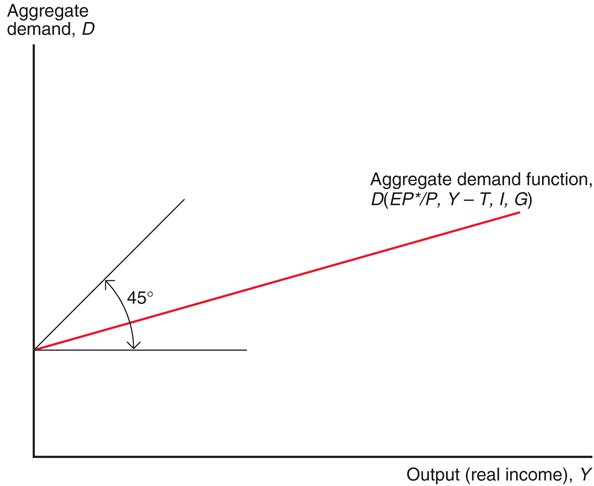 Aggregate
demand, D
Aggregate demand function,
D(EP*/P, Y – T, I, G)
45°
Output (real income), Y